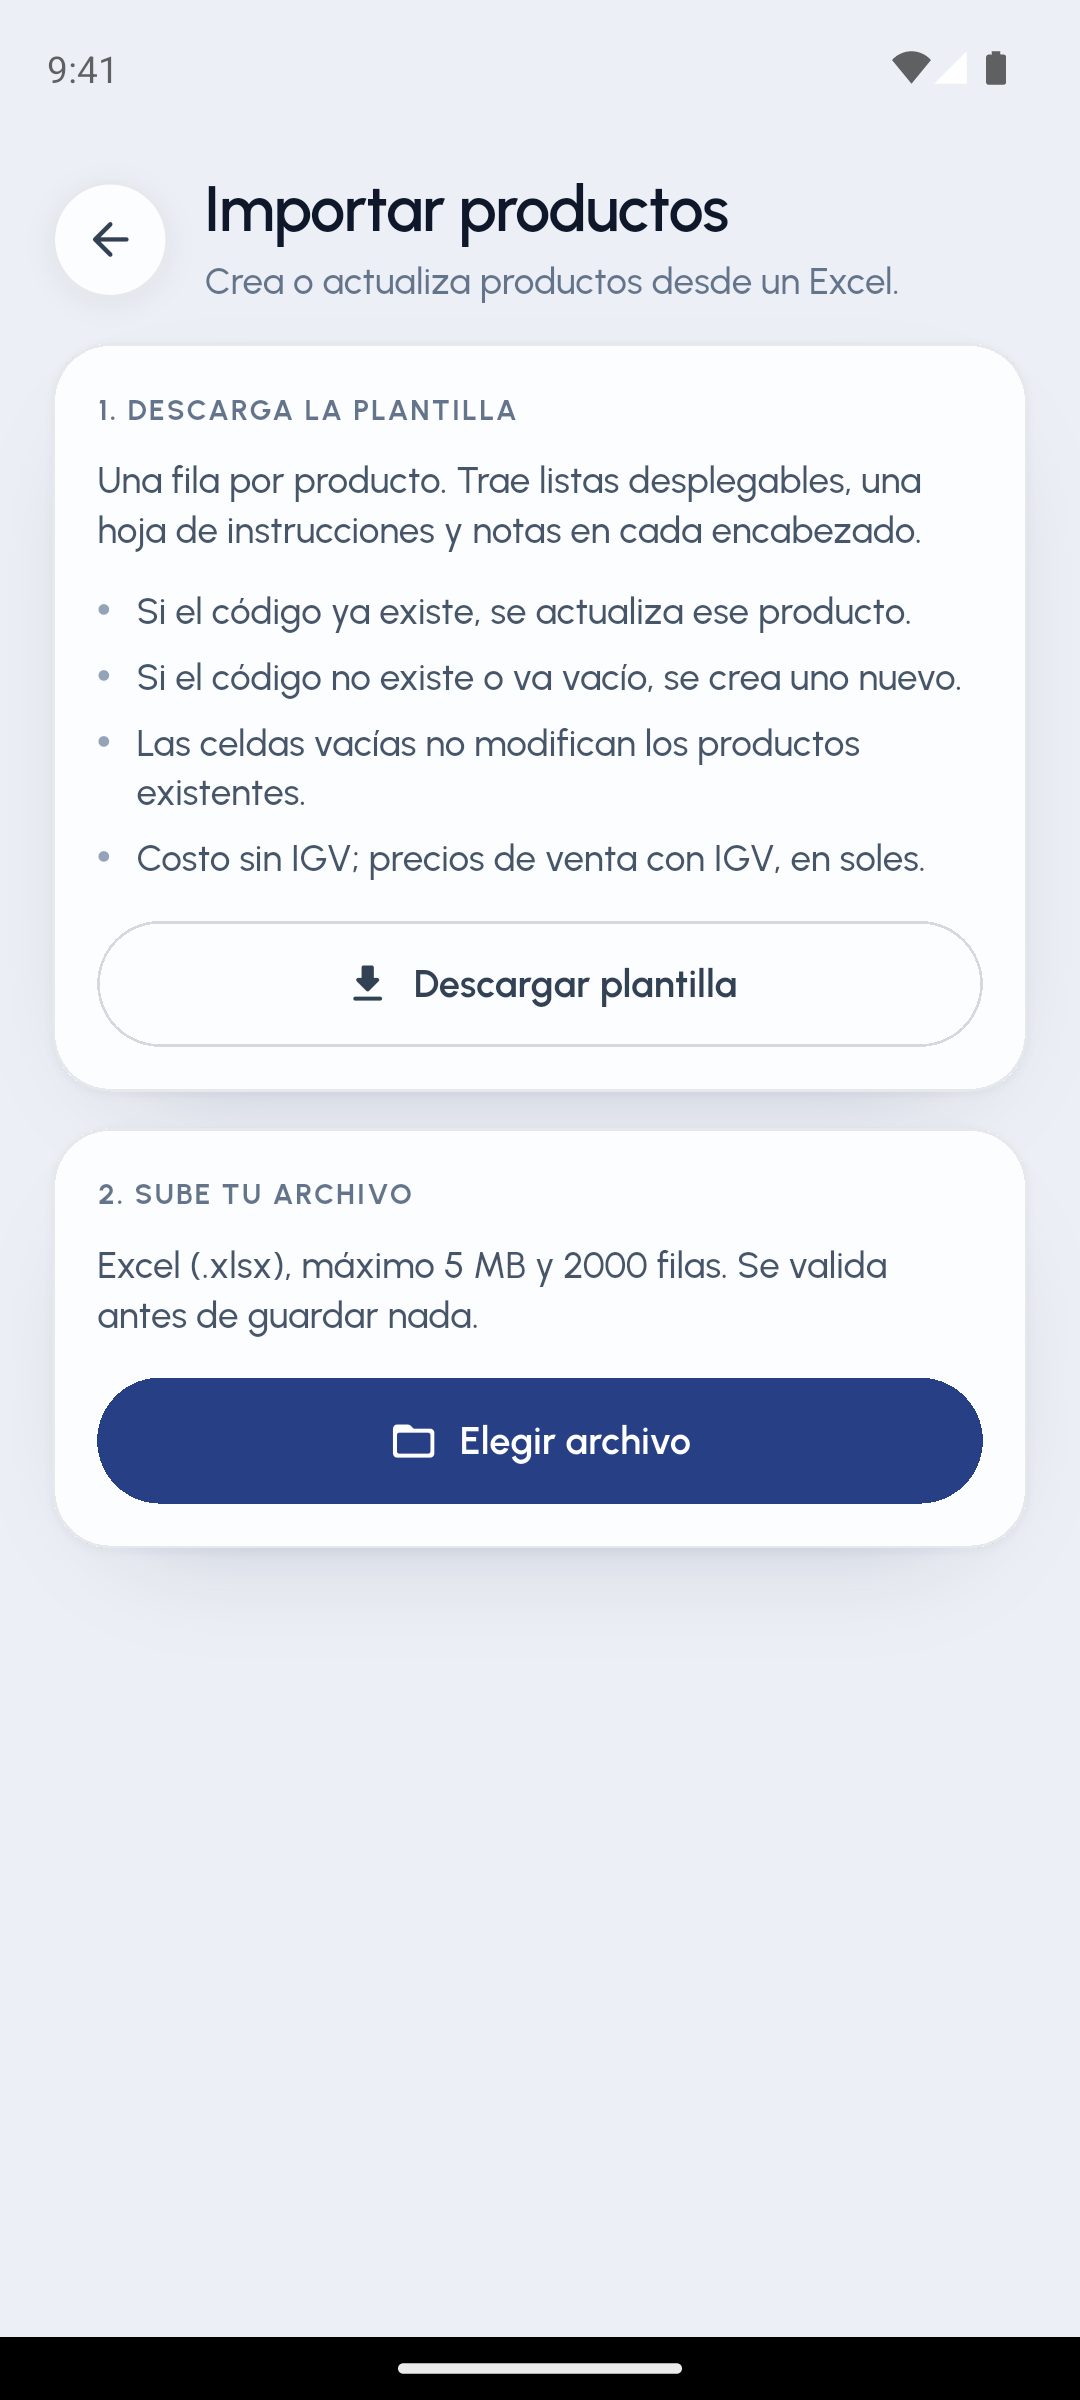 9:41
Importar productos
Crea o actualiza productos desde un Excel.
1. DESCARGA LA PLANTILLA
Una fila por producto. Trae listas desplegables, una
hoja de instrucciones y notas en cada encabezado.
• Si el código ya existe, se actualiza ese producto.
• Si el código no existe o va vacío, se crea uno nuevo.
• Las celdas vacías no modifican los productos
existentes.
• Costo sin IGV; precios de venta con IGV, en soles.
Descargar plantilla
2. SUBE TU ARCHIVO
Excel (.xlsx), máximo 5 MB y 2000 filas. Se valida
antes de guardar nada.
Elegir archivo